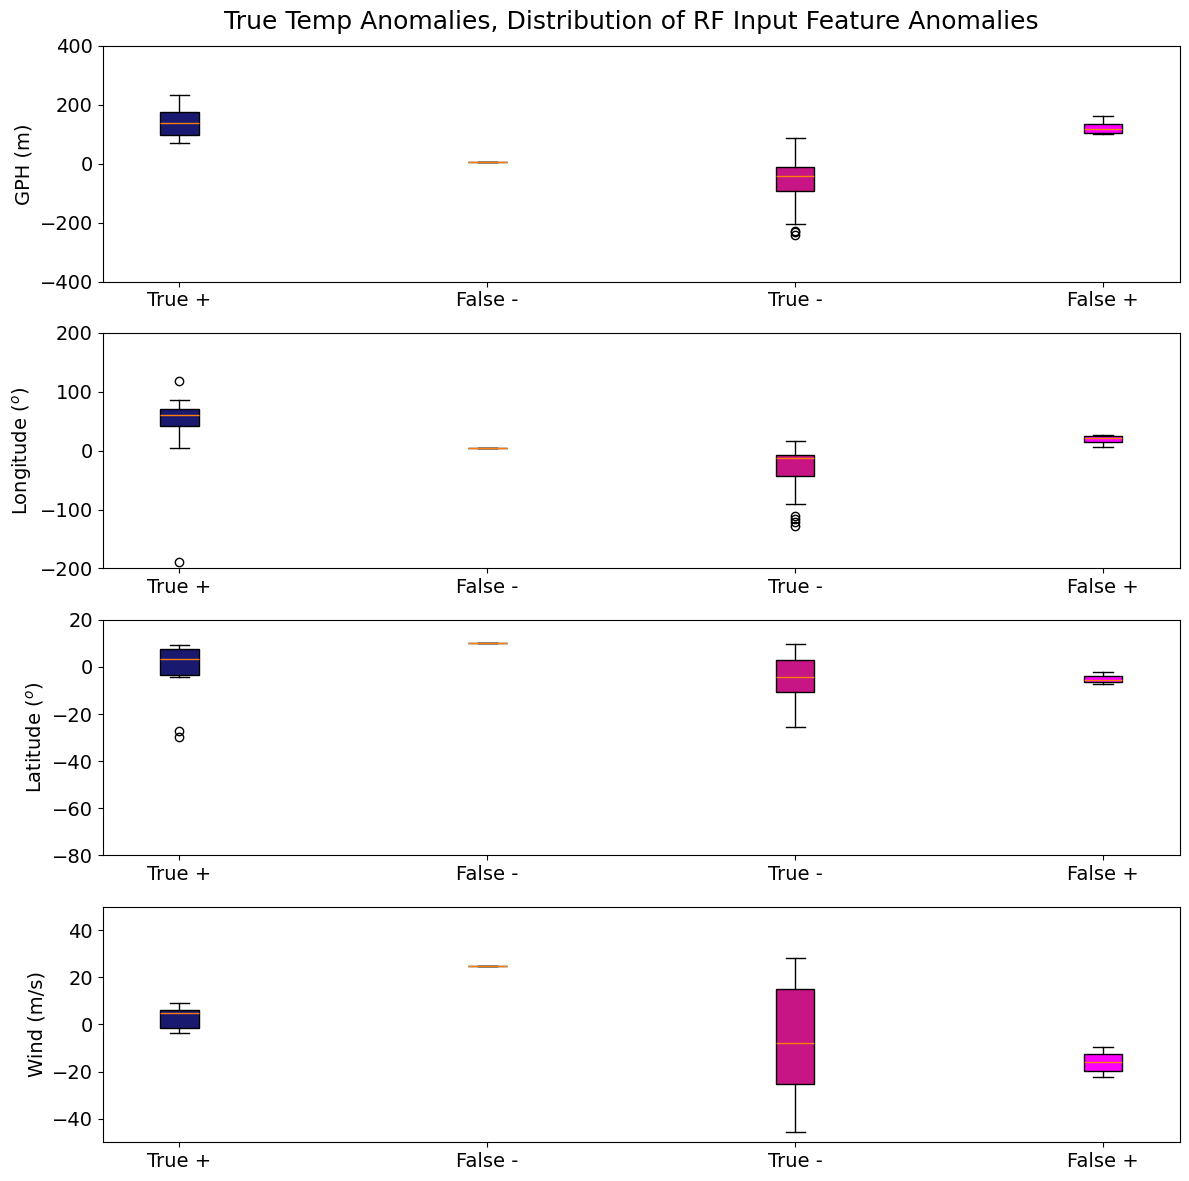 True Temp Anomalies, Distribution of RF Input Feature Anomalies
GPH (m)
400
200
0
−200
−400
True + False - True - False +
Longitude (°)
200
100
0
−100
−200
True + False - True - False +
Latitude (°)
20
0
−20
−40
−60
−80
True + False - True - False +
Wind (m/s)
40
20
0
−20
−40
True + False - True - False +